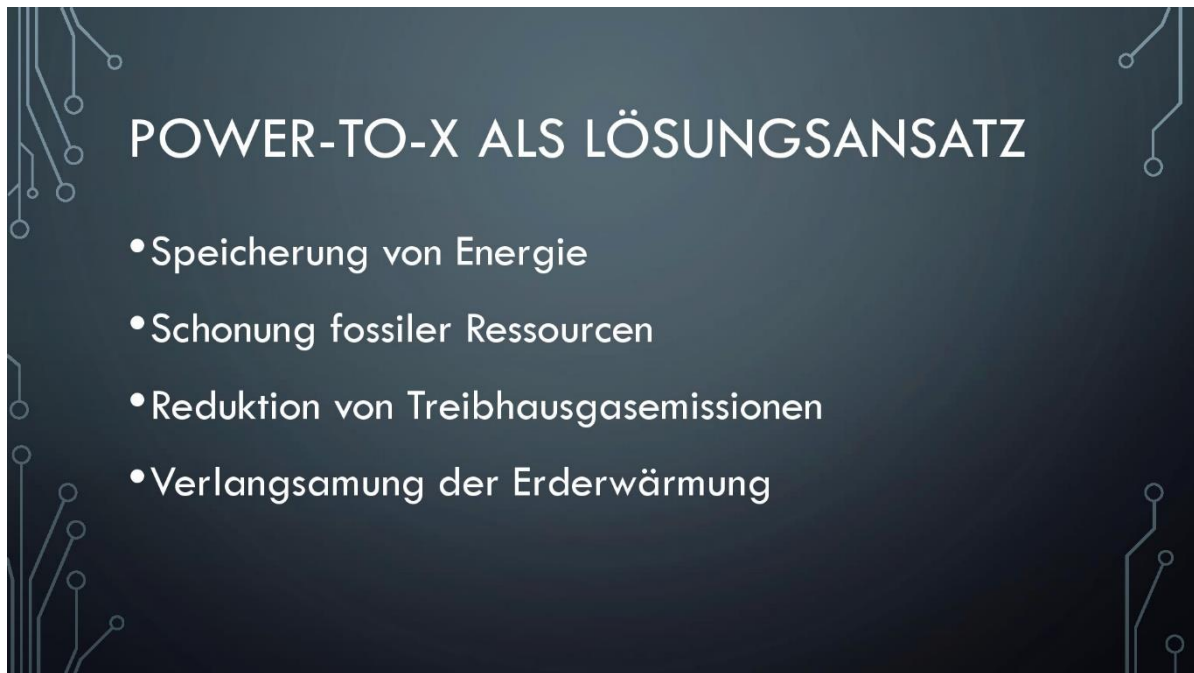 POWER-TO-X ALS LÖSUNGSANSATZ
•Speicherung von Energie
•Schonung fossiler Ressourcen
•Reduktion von Treibhausgasemissionen
•Verlangsamung der Erderwärmung